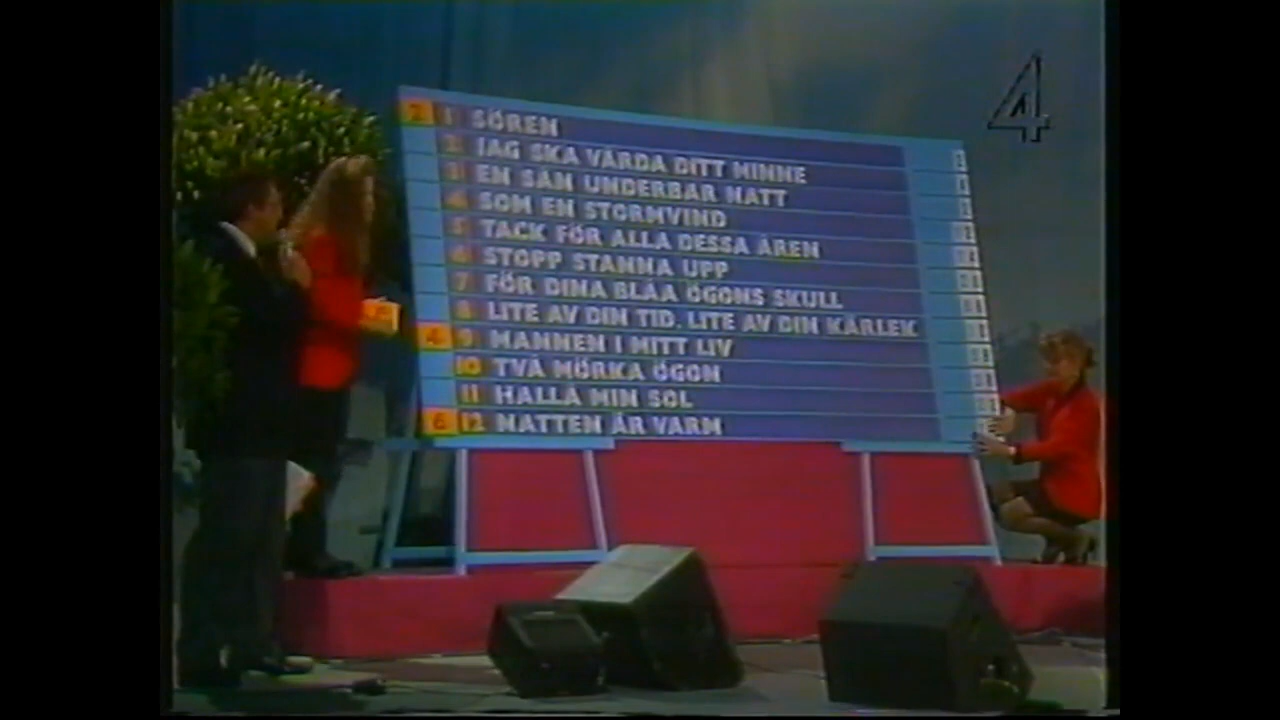 4
2 1 SÖREN
2 JAG SKA VÅRDA DITT MINNE
3 EN SÅN UNDERBAR NATT
4 SOM EN STORMVIND
5 TACK FÖR ALLA DESSA ÅREN
6 STOPP STANNA UPP
7 FÖR DINA BLÅA ÖGONS SKULL
8 LITE AV DIN TID, LITE AV DIN KÄRLEK
4 9 MANNEN I MITT LIV
10 TVÅ MÖRKA ÖGON
11 HALLÅ MIN SOL
6 12 NATTEN ÄR VARM